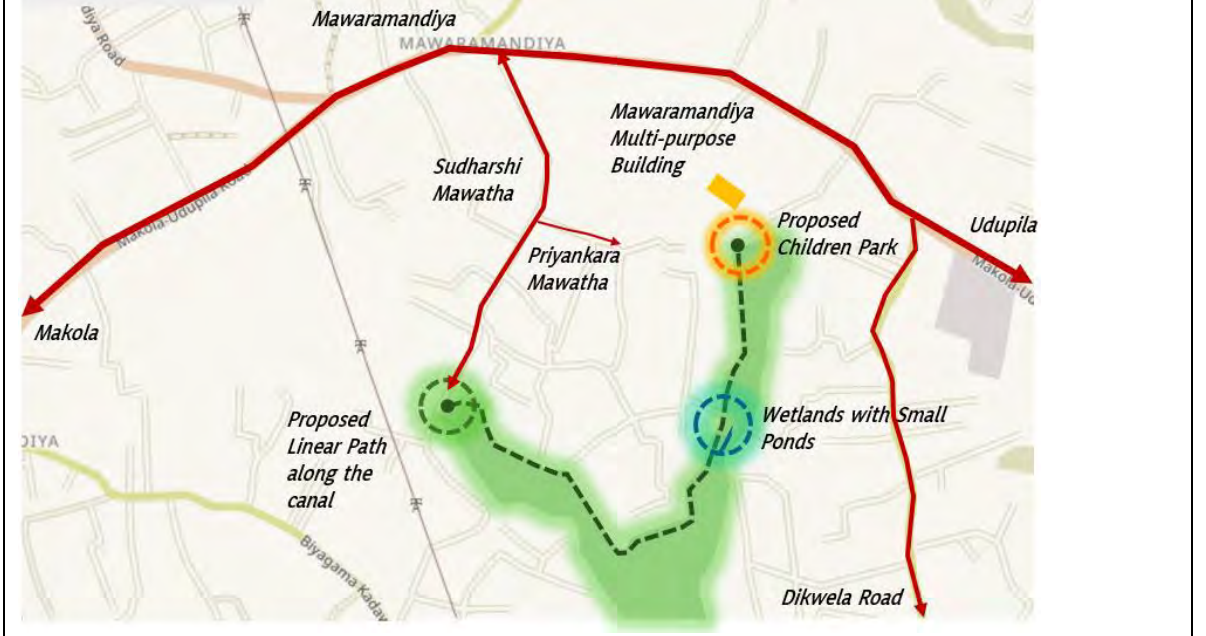 Mawaramandiya
MAWARAMANDIYA
diya Road
Mawaramandiya
Multi-purpose
Building
Sudharshi
Mawatha
Makola-Udupila Road
Proposed
Children Park
Udupila
Priyankara
Mawatha
Makola-Ud
Makola
Proposed
Linear Path
along the
canal
Wetlands with Small
Ponds
DIYA
Biyagama Kadaw
Dikwela Road